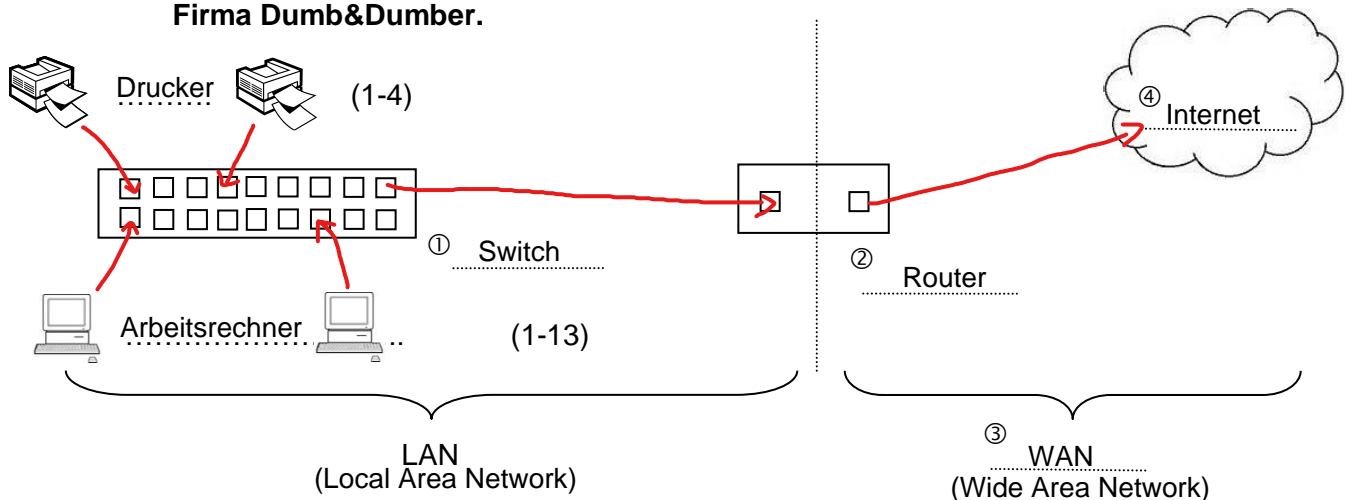 Firma Dumb&Dumber.
Drucker (1-4)
④ Internet
① Switch
② Router
Arbeitsrechner (1-13)
LAN
(Local Area Network)
③ WAN
(Wide Area Network)